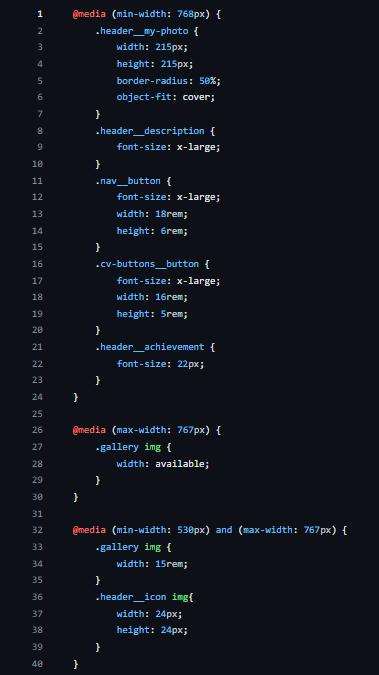 1 @media (min-width: 768px) {
2 .header__my-photo {
3 width: 215px;
4 height: 215px;
5 border-radius: 50%;
6 object-fit: cover;
7 }
8 .header__description {
9 font-size: x-large;
10 }
11 .nav__button {
12 font-size: x-large;
13 width: 18rem;
14 height: 6rem;
15 }
16 .cv-buttons__button {
17 font-size: x-large;
18 width: 16rem;
19 height: 5rem;
20 }
21 .header__achievement {
22 font-size: 22px;
23 }
24 }
25
26 @media (max-width: 767px) {
27 .gallery img {
28 width: available;
29 }
30 }
31
32 @media (min-width: 530px) and (max-width: 767px) {
33 .gallery img {
34 width: 15rem;
35 }
36 .header__icon img{
37 width: 24px;
38 height: 24px;
39 }
40 }